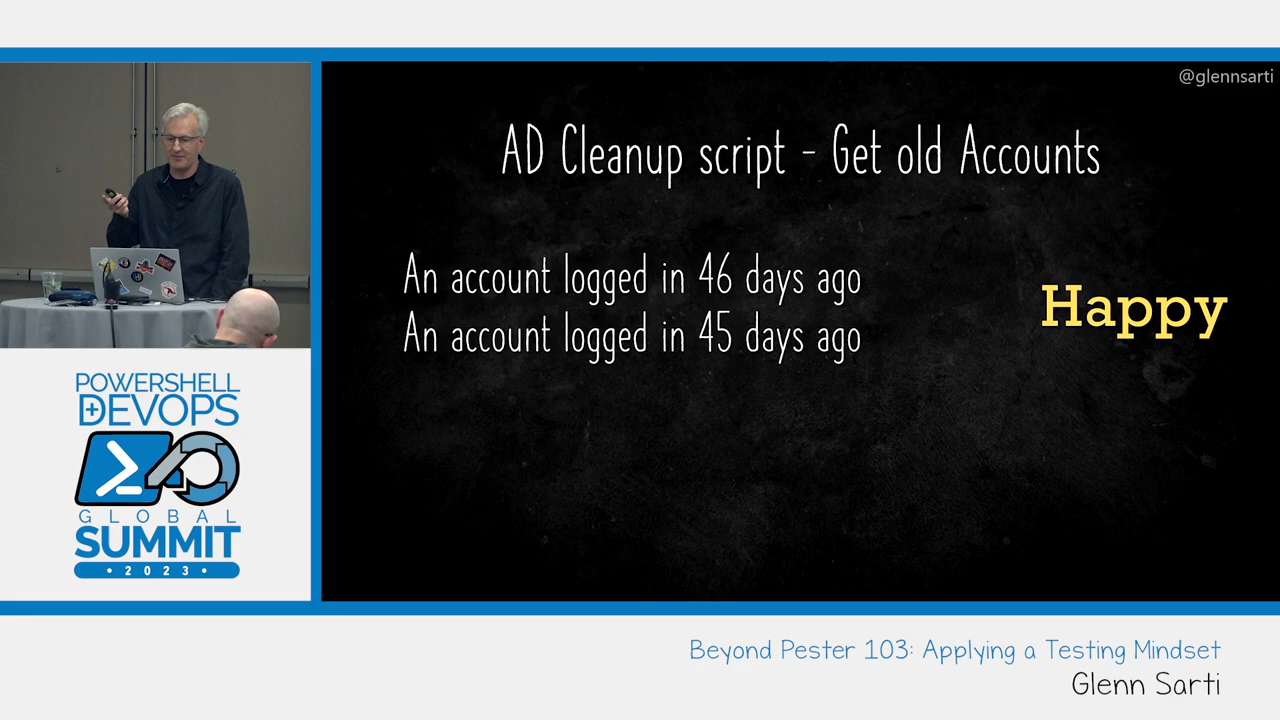 @glennsarti
AD Cleanup script - Get old Accounts
An account logged in 46 days ago
An account logged in 45 days ago
Happy
POWERSHELL
+DEVOPS
GLOBAL
SUMMIT
• 2023 •
Beyond Pester 103: Applying a Testing Mindset
Glenn Sarti